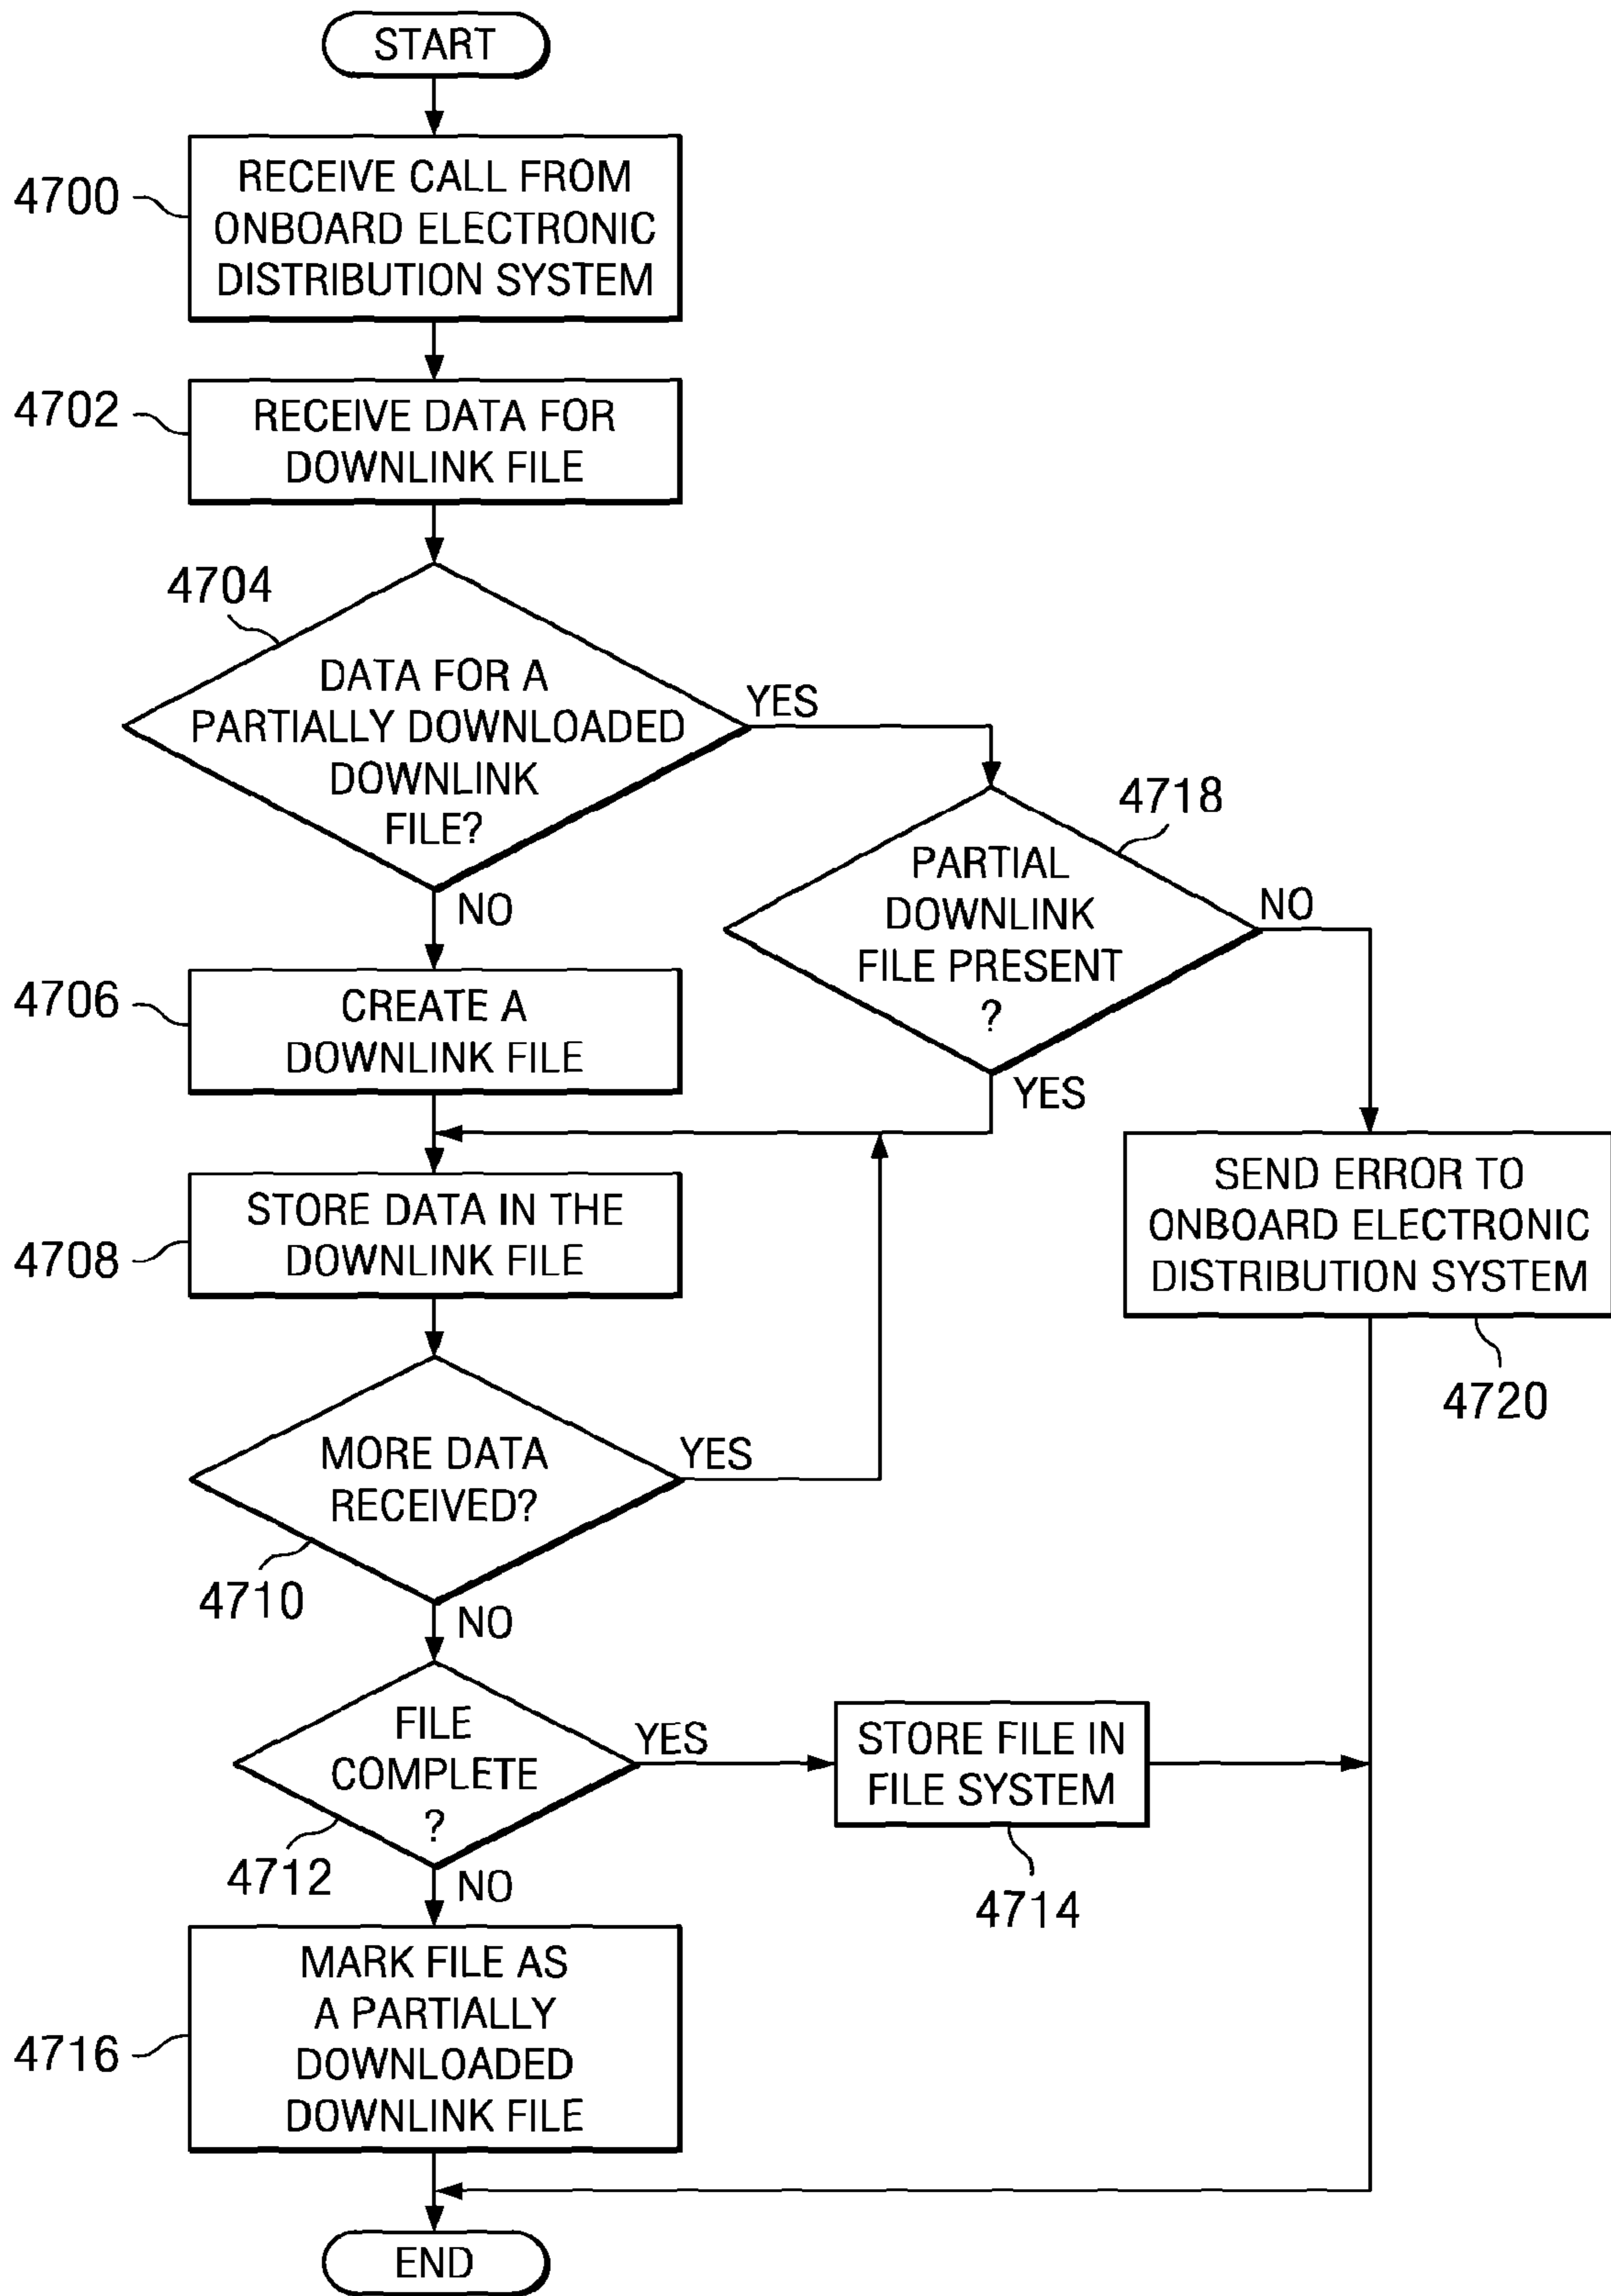 START
4700
RECEIVE CALL FROM
ONBOARD ELECTRONIC
DISTRIBUTION SYSTEM
4702
RECEIVE DATA FOR
DOWNLINK FILE
4704
DATA FOR A
PARTIALLY DOWNLOADED
DOWNLINK
FILE?
YES
NO
4718
PARTIAL
DOWNLINK
FILE PRESENT
?
NO
YES
4706
CREATE A
DOWNLINK FILE
4708
STORE DATA IN THE
DOWNLINK FILE
SEND ERROR TO
ONBOARD ELECTRONIC
DISTRIBUTION SYSTEM
4720
MORE DATA
RECEIVED?
YES
4710
NO
FILE
COMPLETE
?
YES
4712
NO
STORE FILE IN
FILE SYSTEM
4714
4716
MARK FILE AS
A PARTIALLY
DOWNLOADED
DOWNLINK FILE
END